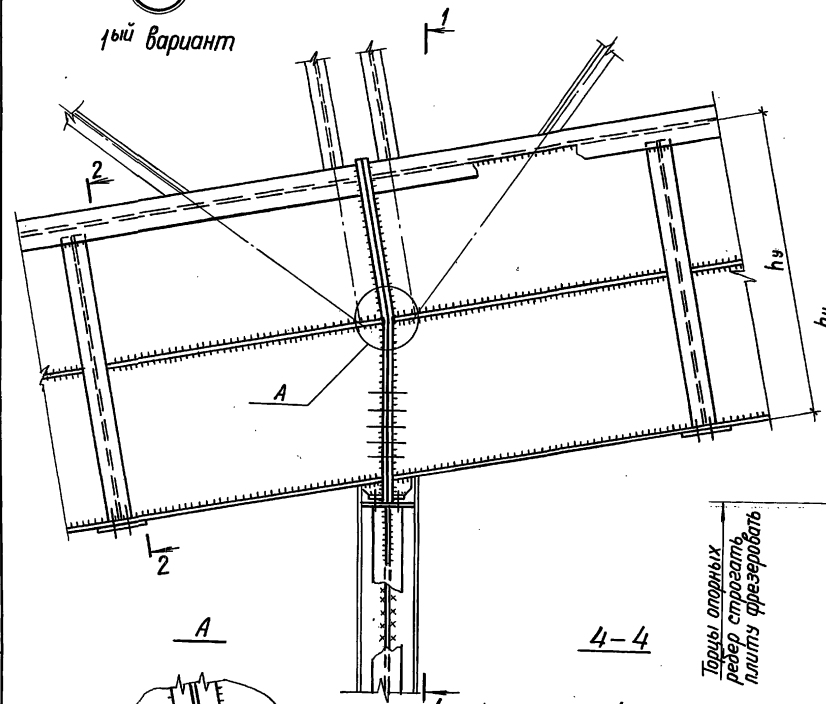 1ый вариант
1
2
hу
А
2
Торцы опорных
ребер строгать,
плиту фрезеровать
А
4-4